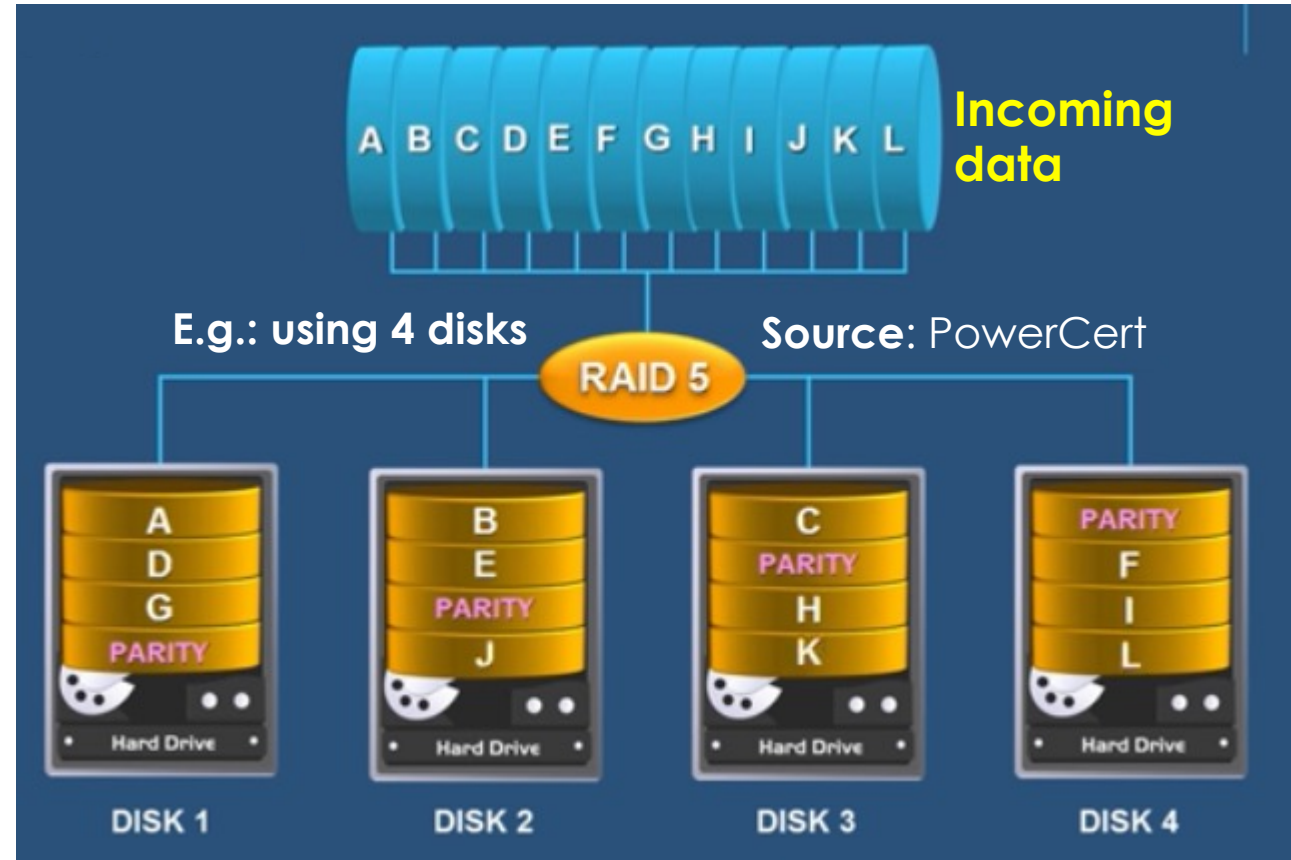 A B C D E F G H I J K L
Incoming
data
E.g.: using 4 disks
Source: PowerCert
RAID 5
A
D
G
PARITY
Hard Drive
DISK 1
B
E
PARITY
J
Hard Drive
DISK 2
C
PARITY
H
K
Hard Drive
DISK 3
PARITY
F
I
L
Hard Drive
DISK 4